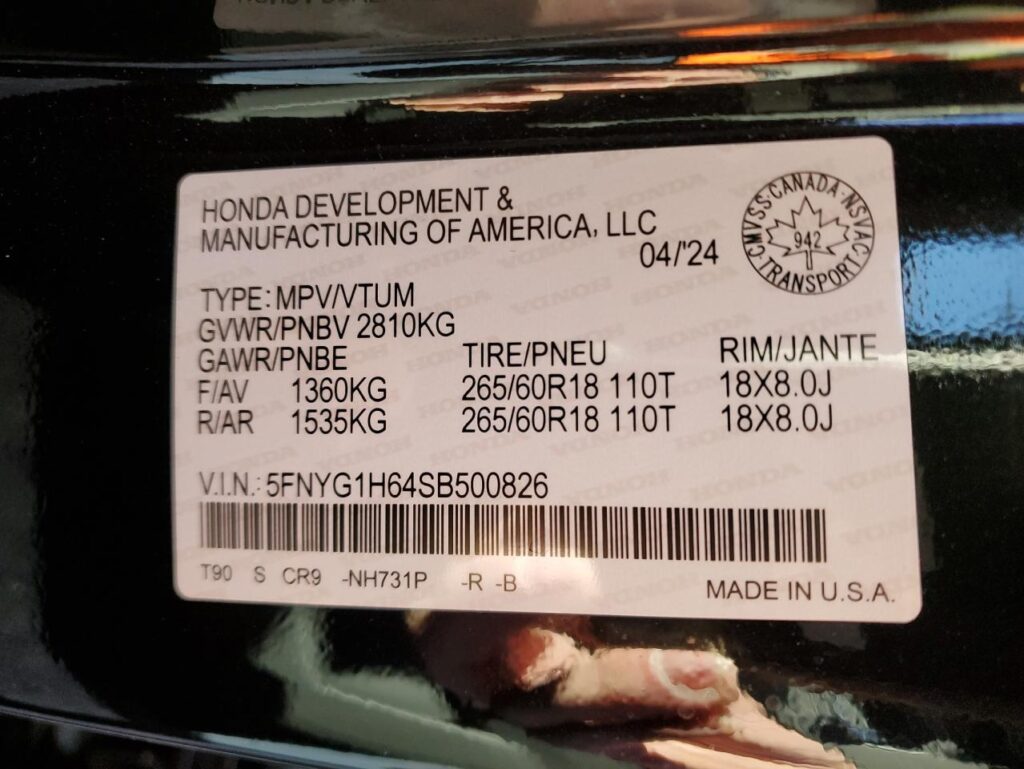 HONDA DEVELOPMENT &
MANUFACTURING OF AMERICA, LLC
04/'24
CMVSS·CANADA·NSVAC·TRANSPORT
942
TYPE: MPV/VTUM
GVWR/PNBV 2810KG
GAWR/PNBE TIRE/PNEU RIM/JANTE
F/AV 1360KG 265/60R18 110T 18X8.0J
R/AR 1535KG 265/60R18 110T 18X8.0J
V.I.N.: 5FNYG1H64SB500826
T90 S CR9 -NH731P -R -B
MADE IN U.S.A.